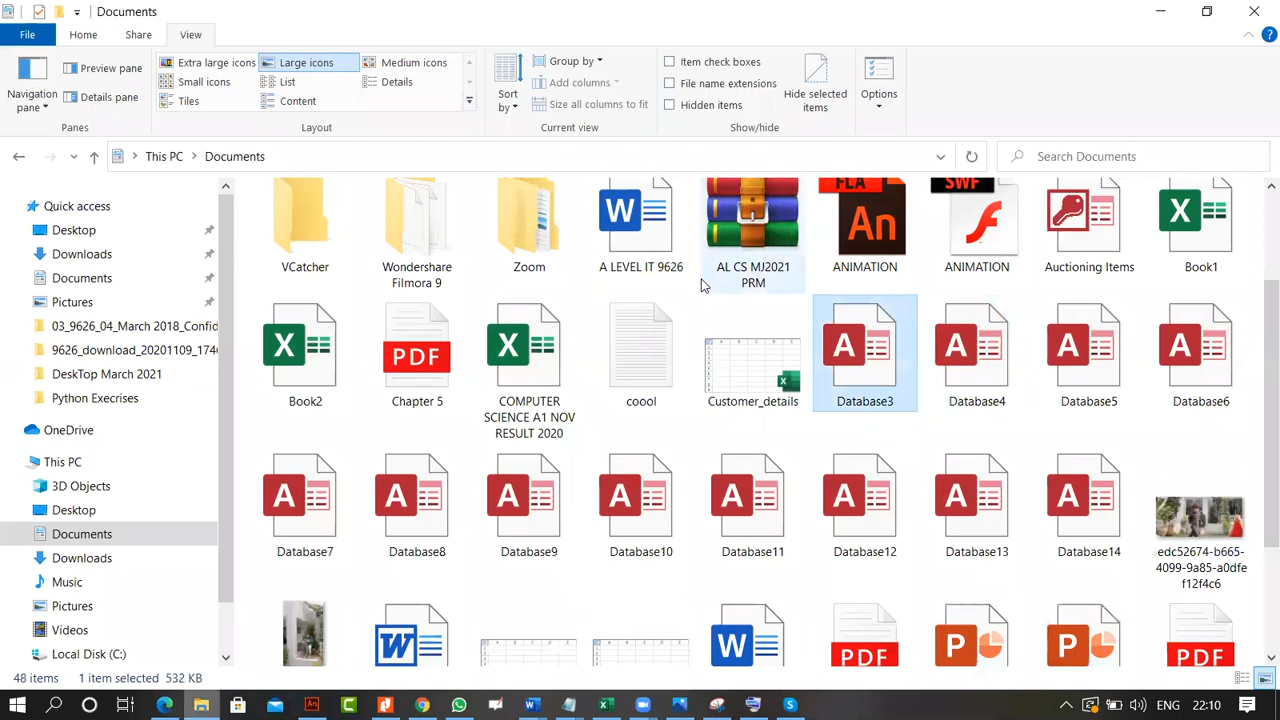 Documents
File Home Share View
Extra large icons Large icons Medium icons
Small icons List Details
Tiles Content
Preview pane
Details pane
Navigation
pane
Panes
Layout
Sort
by
Group by
Add columns
Size all columns to fit
Current view
Item check boxes
File name extensions
Hidden items
Hide selected
items
Show/hide
Options
This PC Documents
Search Documents
Quick access
Desktop
Downloads
Documents
Pictures
03_9626_04_March 2018_Confid
DeskTop March 2021
Python Execrises
OneDrive
This PC
3D Objects
Desktop
Documents
Downloads
Music
Pictures
Videos
Local Disk (C:)
FLA
An
SWF
W
X
VCatcher
Wondershare
Filmora 9
Zoom
A LEVEL IT 9626
AL CS MJ2021
PRM
ANIMATION
ANIMATION
Auctioning Items
Book1
X
PDF
X
A
A
A
A
Book2
Chapter 5
COMPUTER
SCIENCE A1 NOV
RESULT 2020
coool
Customer_details
Database3
Database4
Database5
Database6
A
A
A
A
A
A
A
A
Database7
Database8
Database9
Database10
Database11
Database12
Database13
Database14
edc52674-b665-
4099-9a85-a0dfe
f12f4c6
W
W
PDF
P
P
PDF
48 items 1 item selected 532 KB
ENG 22:10